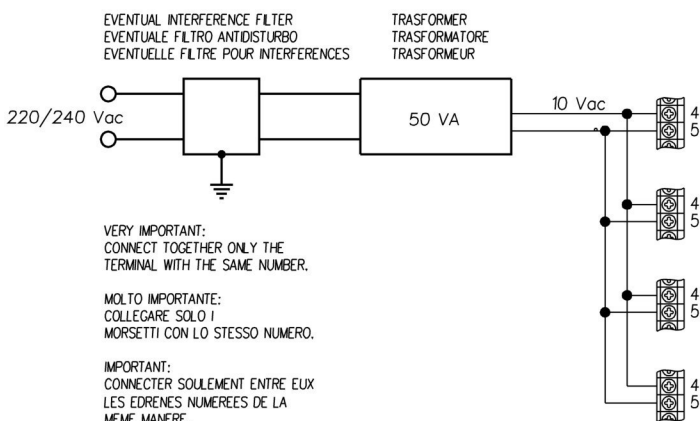 EVENTUAL INTERFERENCE FILTER
EVENTUALE FILTRO ANTIDISTURBO
EVENTUELLE FILTRE POUR INTERFERENCES
TRASFORMER
TRASFORMATORE
TRASFORMEUR
220/240 Vac
50 VA
10 Vac
4
5
4
5
4
5
4
5
VERY IMPORTANT:
CONNECT TOGETHER ONLY THE
TERMINAL WITH THE SAME NUMBER.
MOLTO IMPORTANTE:
COLLEGARE SOLO I
MORSETTI CON LO STESSO NUMERO.
IMPORTANT:
CONNECTER SOULEMENT ENTRE EUX
LES EDRENES NUMEREES DE LA
MEME MANERE